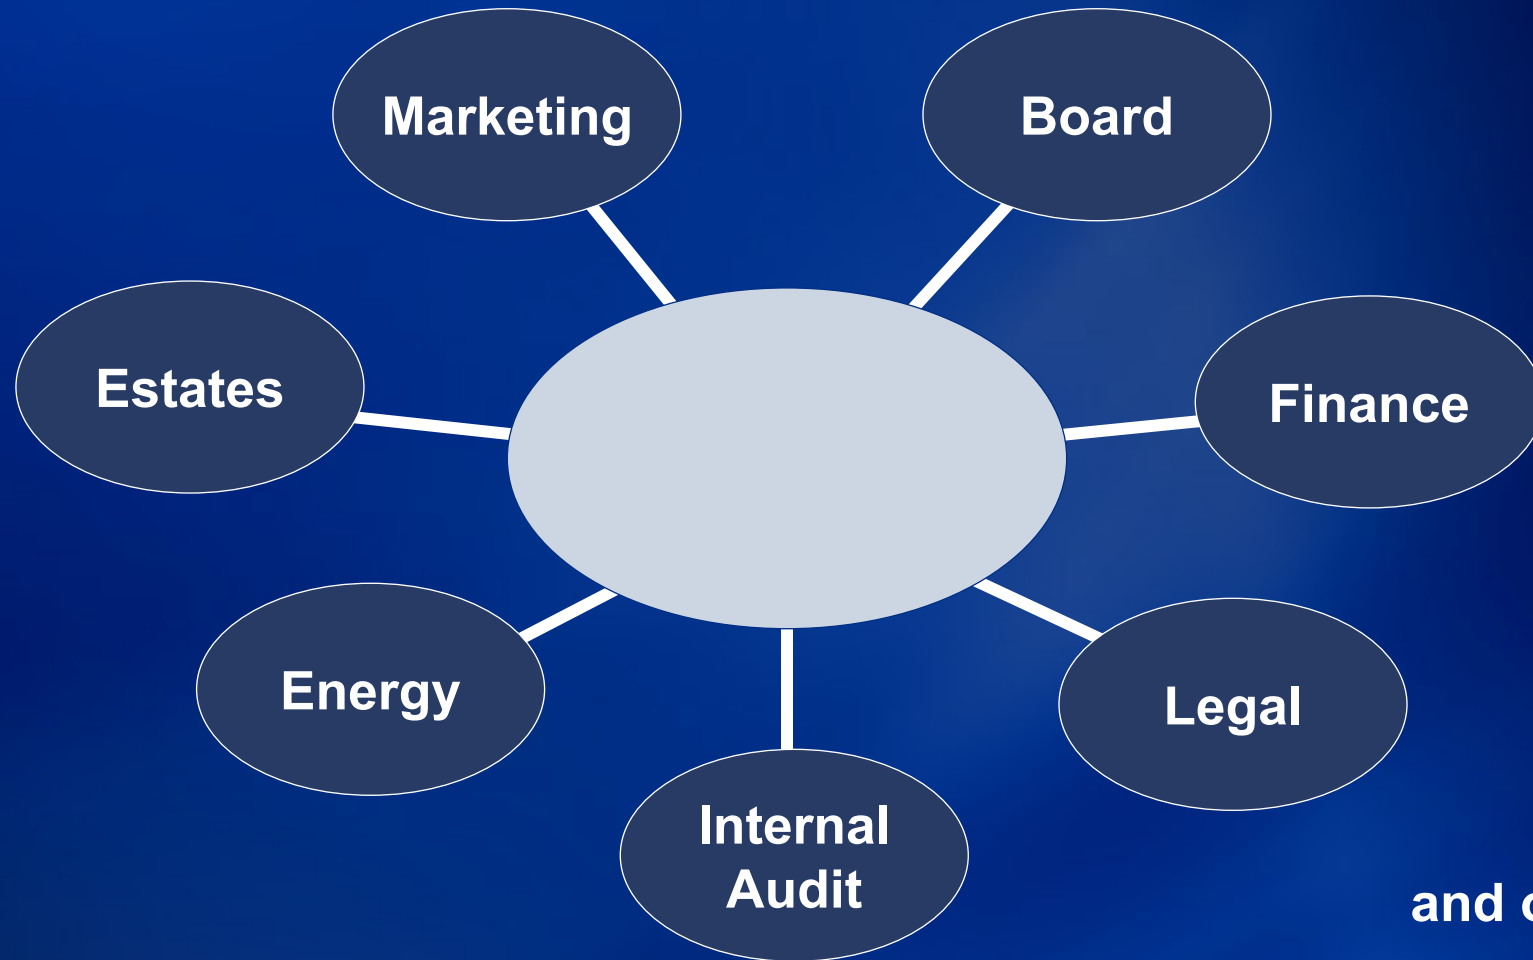 Marketing
Board
Estates
Finance
Energy
Legal
Internal
Audit
and